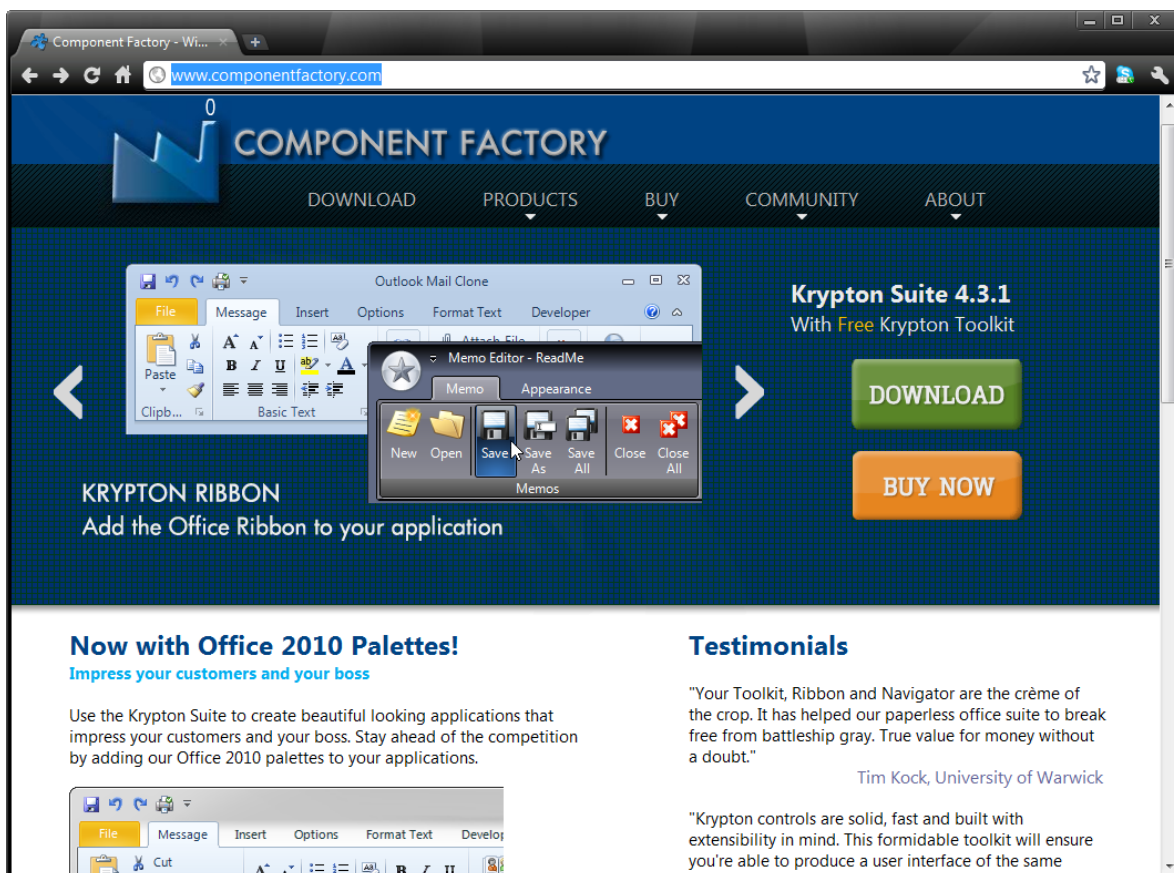 Component Factory - Wi...
www.componentfactory.com
0
COMPONENT FACTORY
DOWNLOAD PRODUCTS BUY COMMUNITY ABOUT
Outlook Mail Clone
File Message Insert Options Format Text Developer
Attach File
Paste
B I U
Clipb... Basic Text
Memo Editor - ReadMe
Memo Appearance
New Open Save Save As Save All Close Close All
Memos
KRYPTON RIBBON
Add the Office Ribbon to your application
Krypton Suite 4.3.1
With Free Krypton Toolkit
DOWNLOAD
BUY NOW
Now with Office 2010 Palettes!
Impress your customers and your boss
Use the Krypton Suite to create beautiful looking applications that
impress your customers and your boss. Stay ahead of the competition
by adding our Office 2010 palettes to your applications.
File Message Insert Options Format Text Develop
Cut
B I U
Testimonials
"Your Toolkit, Ribbon and Navigator are the crème of
the crop. It has helped our paperless office suite to break
free from battleship gray. True value for money without
a doubt."
Tim Kock, University of Warwick
"Krypton controls are solid, fast and built with
extensibility in mind. This formidable toolkit will ensure
you're able to produce a user interface of the same